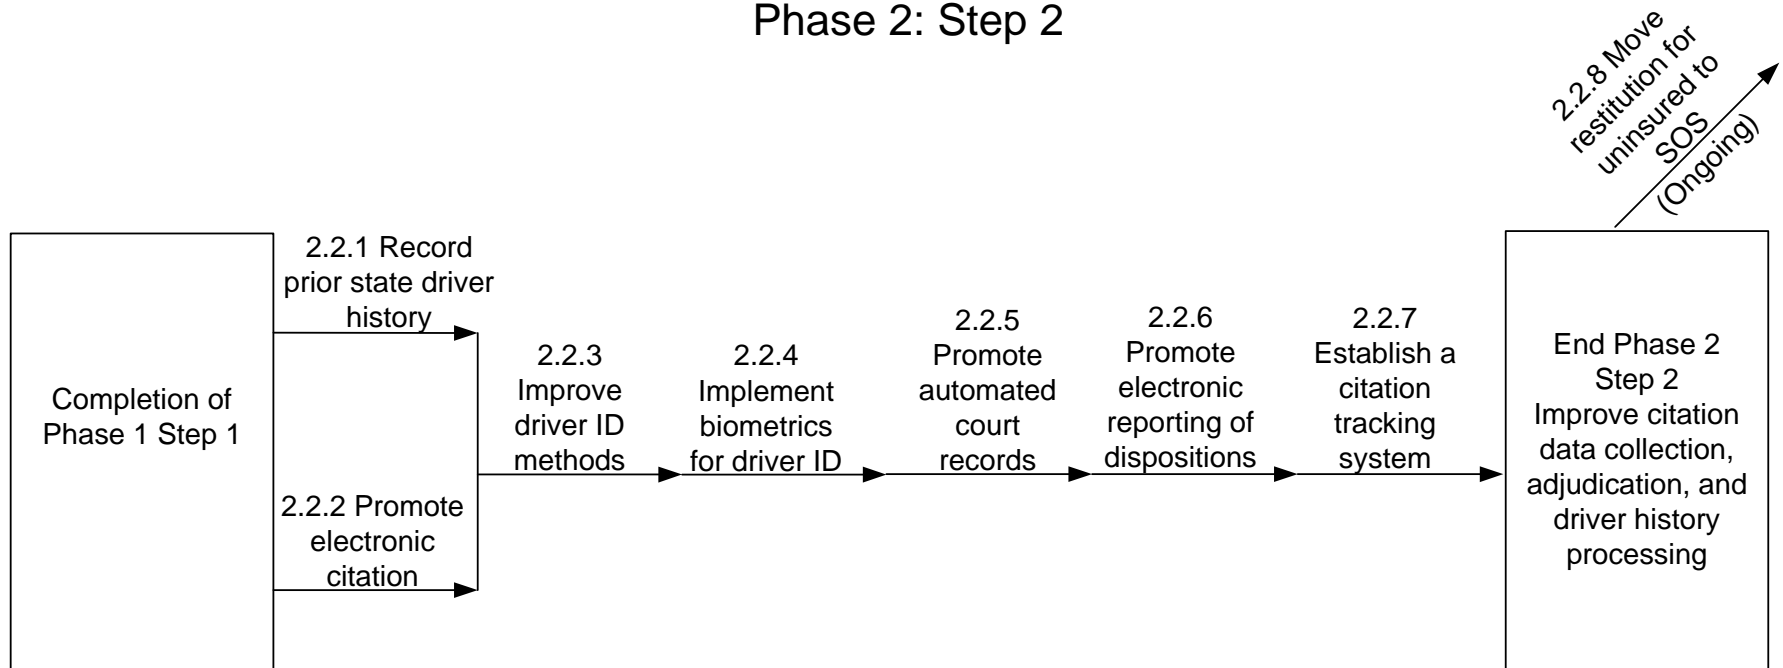 Phase 2: Step 2
Completion of
Phase 1 Step 1
2.2.1 Record
prior state driver
history
2.2.2 Promote
electronic
citation
2.2.3
Improve
driver ID
methods
2.2.4
Implement
biometrics
for driver ID
2.2.5
Promote
automated
court
records
2.2.6
Promote
electronic
reporting of
dispositions
2.2.7
Establish a
citation
tracking
system
End Phase 2
Step 2
Improve citation
data collection,
adjudication, and
driver history
processing
2.2.8 Move
restitution for
uninsured to
SOS
(Ongoing)